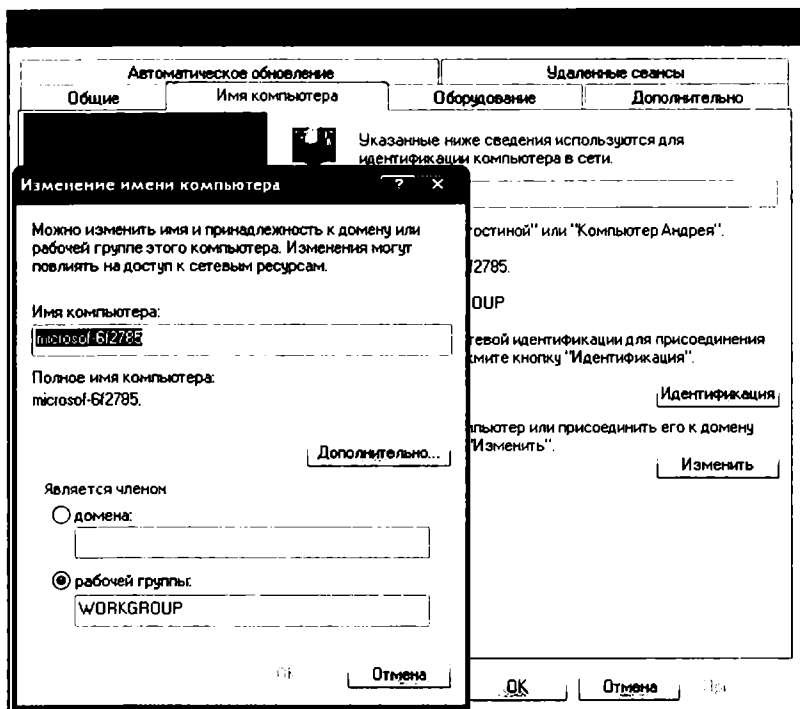 Автоматическое обновление
Удаленные сеансы
Общие
Имя компьютера
Оборудование
Дополнительно
Указанные ниже сведения используются для
идентификации компьютера в сети.
гостиной" или "Компьютер Андрея".
f2785.
OUP
тевой идентификации для присоединения
кмите кнопку "Идентификация".
Идентификация
пьютер или присоединить его к домену
"Изменить".
Изменить
OK
Отмена
Изменение имени компьютера
Можно изменить имя и принадлежность к домену или
рабочей группе этого компьютера. Изменения могут
повлиять на доступ к сетевым ресурсам.
Имя компьютера:
microsof-6f2785
Полное имя компьютера:
microsof-6f2785.
Дополнительно...
Является членом
домена:
рабочей группы:
WORKGROUP
Отмена